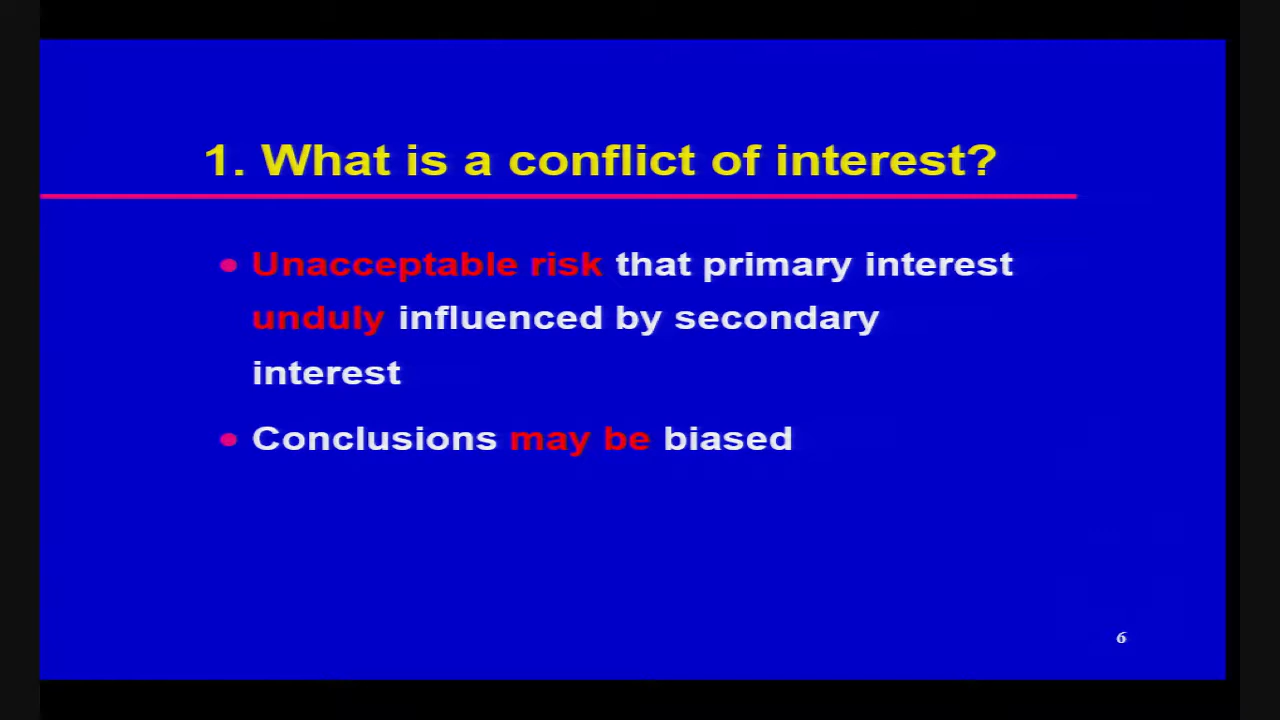 1. What is a conflict of interest?
• Unacceptable risk that primary interest
unduly influenced by secondary
interest
• Conclusions may be biased
6